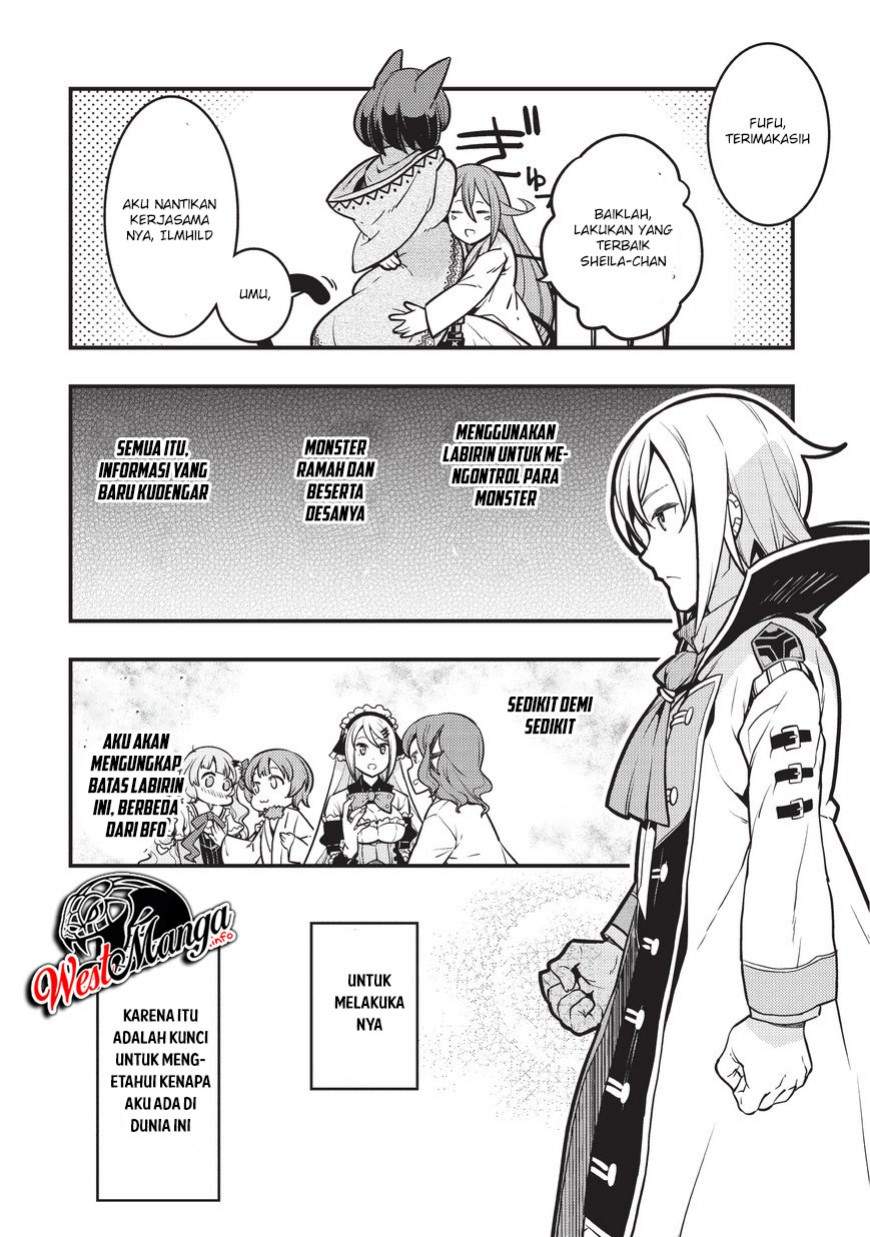 FUFU,
TERIMAKASIH
BAIKLAH,
LAKUKAN YANG
TERBAIK
SHEILA-CHAN
ぎゅっ
AKU NANTIKAN
KERJASAMA
NYA, ILMHILD
UMU,
MENGGUNAKAN
LABIRIN UNTUK ME-
NGONTROL PARA
MONSTER
MONSTER
RAMAH DAN
BESERTA
DESANYA
SEMUA ITU,
INFORMASI YANG
BARU KUDENGAR
SEDIKIT DEMI
SEDIKIT
AKU AKAN
MENGUNGKAP
BATAS LABIRIN
INI, BERBEDA
DARI BFO
UNTUK
MELAKUKA
NYA
KARENA ITU
ADALAH KUNCI
UNTUK MENG-
ETAHUI KENAPA
AKU ADA DI
DUNIA INI
WestManga
.info